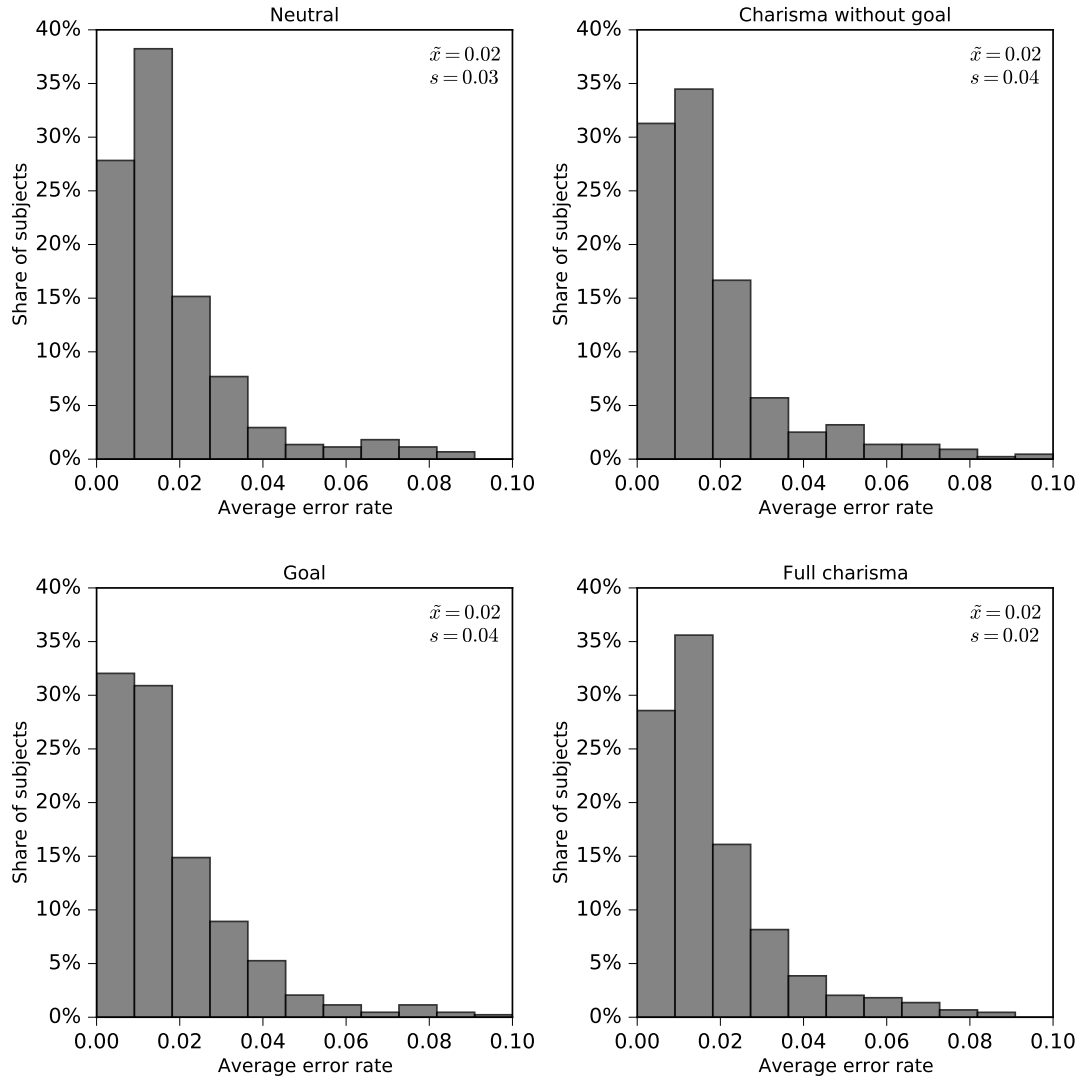 Neutral
40%
35%
30%
25%
20%
15%
10%
5%
0%
Share of subjects
x̃ = 0.02
s = 0.03
0.00 0.02 0.04 0.06 0.08 0.10
Average error rate
Charisma without goal
40%
35%
30%
25%
20%
15%
10%
5%
0%
Share of subjects
x̃ = 0.02
s = 0.04
0.00 0.02 0.04 0.06 0.08 0.10
Average error rate
Goal
40%
35%
30%
25%
20%
15%
10%
5%
0%
Share of subjects
x̃ = 0.02
s = 0.04
0.00 0.02 0.04 0.06 0.08 0.10
Average error rate
Full charisma
40%
35%
30%
25%
20%
15%
10%
5%
0%
Share of subjects
x̃ = 0.02
s = 0.02
0.00 0.02 0.04 0.06 0.08 0.10
Average error rate